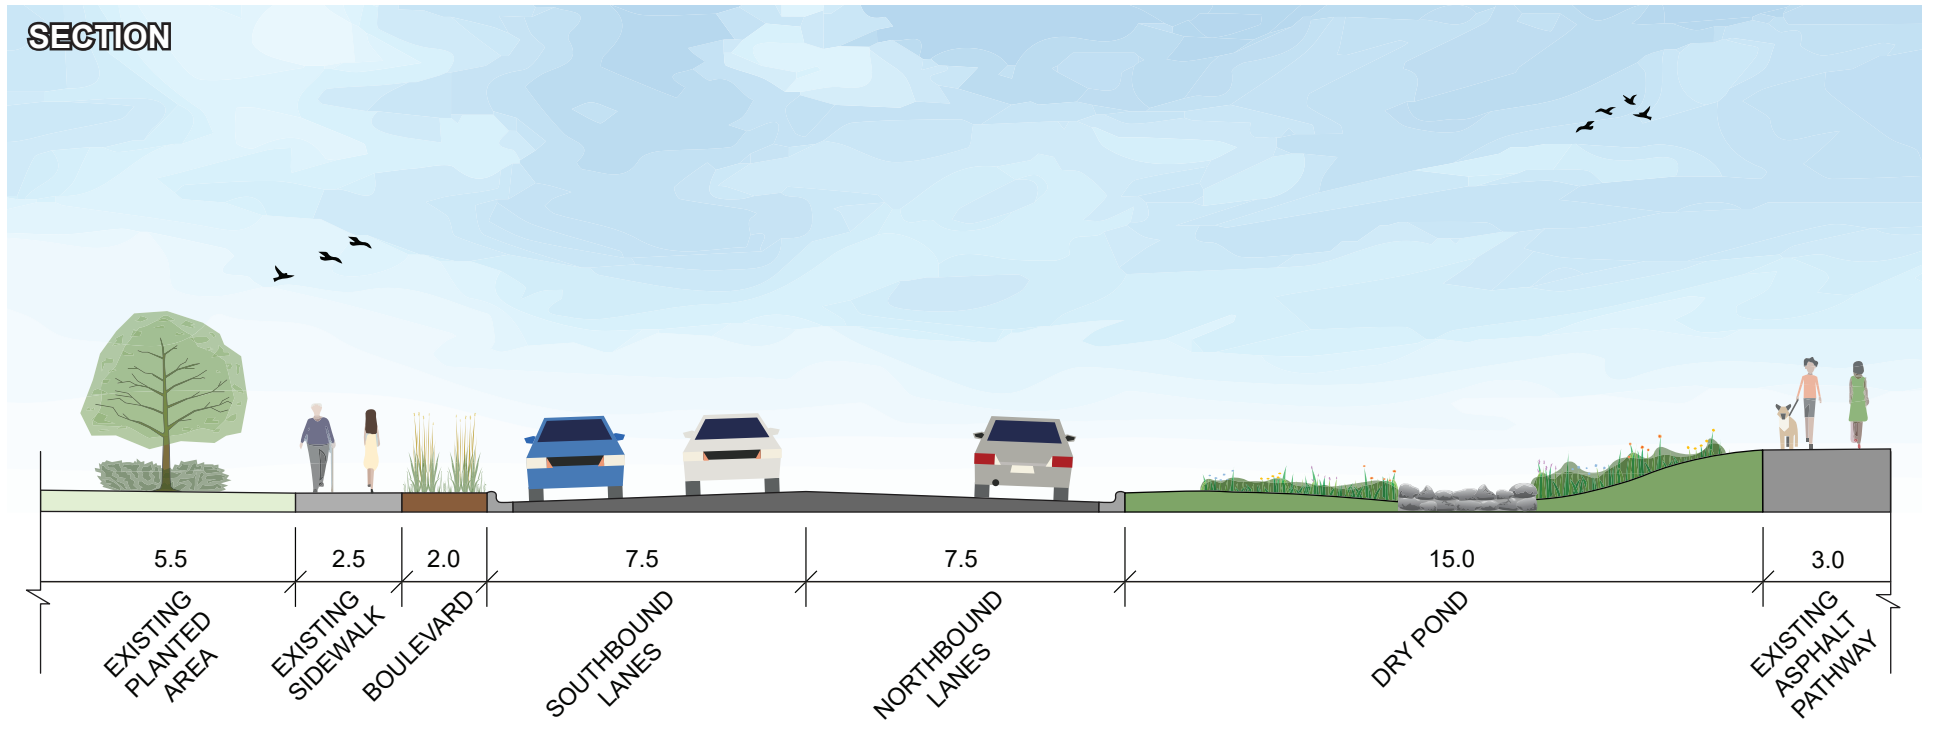 SECTION
5.5
2.5
2.0
7.5
7.5
15.0
3.0
EXISTING
PLANTED
AREA
EXISTING
SIDEWALK
BOULEVARD
SOUTHBOUND
LANES
NORTHBOUND
LANES
DRY POND
EXISTING
ASPHALT
PATHWAY